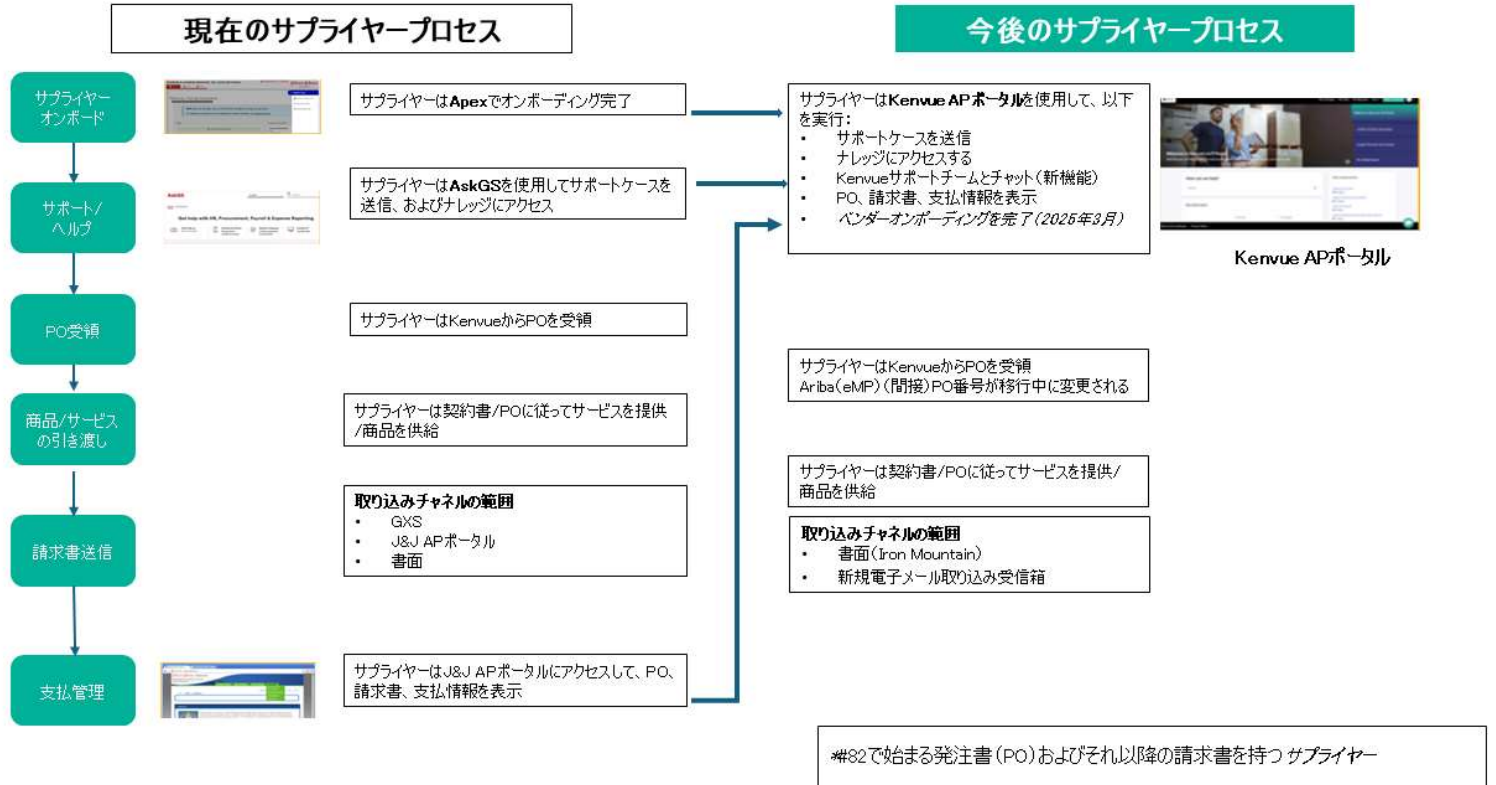 現在のサプライヤープロセス
今後のサプライヤープロセス
サプライヤー
オンボード
サプライヤーはApexでオンボーディング完了
サプライヤーはKenvue APポータルを使用して、以下
を実行：
• サポートケースを送信
• ナレッジにアクセスする
• Kenvueサポートチームとチャット（新機能）
• PO、請求書、支払情報を表示
• ベンダーオンボーディングを完了（2025年3月）
Kenvue APポータル
サポート/
ヘルプ
AskGS
Get help with HR, Procurement, Payroll & Expense Reporting
サプライヤーはAskGSを使用してサポートケースを
送信、およびナレッジにアクセス
PO受領
サプライヤーはKenvueからPOを受領
サプライヤーはKenvueからPOを受領
Ariba（eMP）（間接）PO番号が移行中に変更される
商品/サービス
の引き渡し
サプライヤーは契約書/POに従ってサービスを提供
/商品を供給
サプライヤーは契約書/POに従ってサービスを提供/
商品を供給
請求書送信
取り込みチャネルの範囲
• GXS
• J&J APポータル
• 書面
取り込みチャネルの範囲
• 書面（Iron Mountain）
• 新規電子メール取り込み受信箱
支払管理
サプライヤーはJ&J APポータルにアクセスして、PO、
請求書、支払情報を表示
*#82で始まる発注書（PO）およびそれ以降の請求書を持つサプライヤー